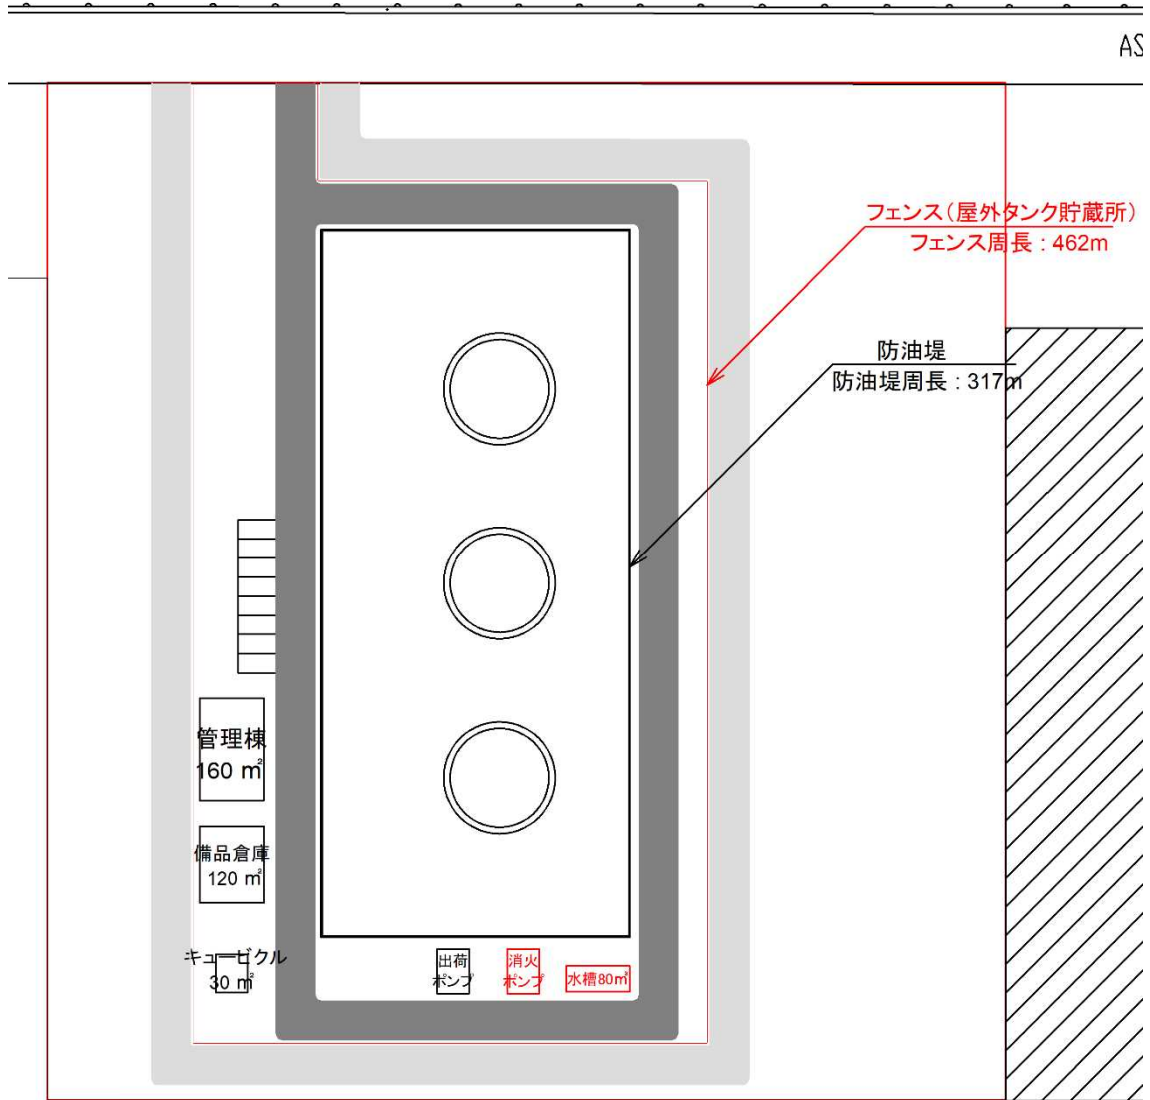 AS
フェンス（屋外タンク貯蔵所）
フェンス周長：462m
防油堤
防油堤周長：317m
管理棟
160 ㎡
備品倉庫
120 ㎡
キュービクル
30 ㎡
出荷
ポンプ
消火
ポンプ
水槽80㎥